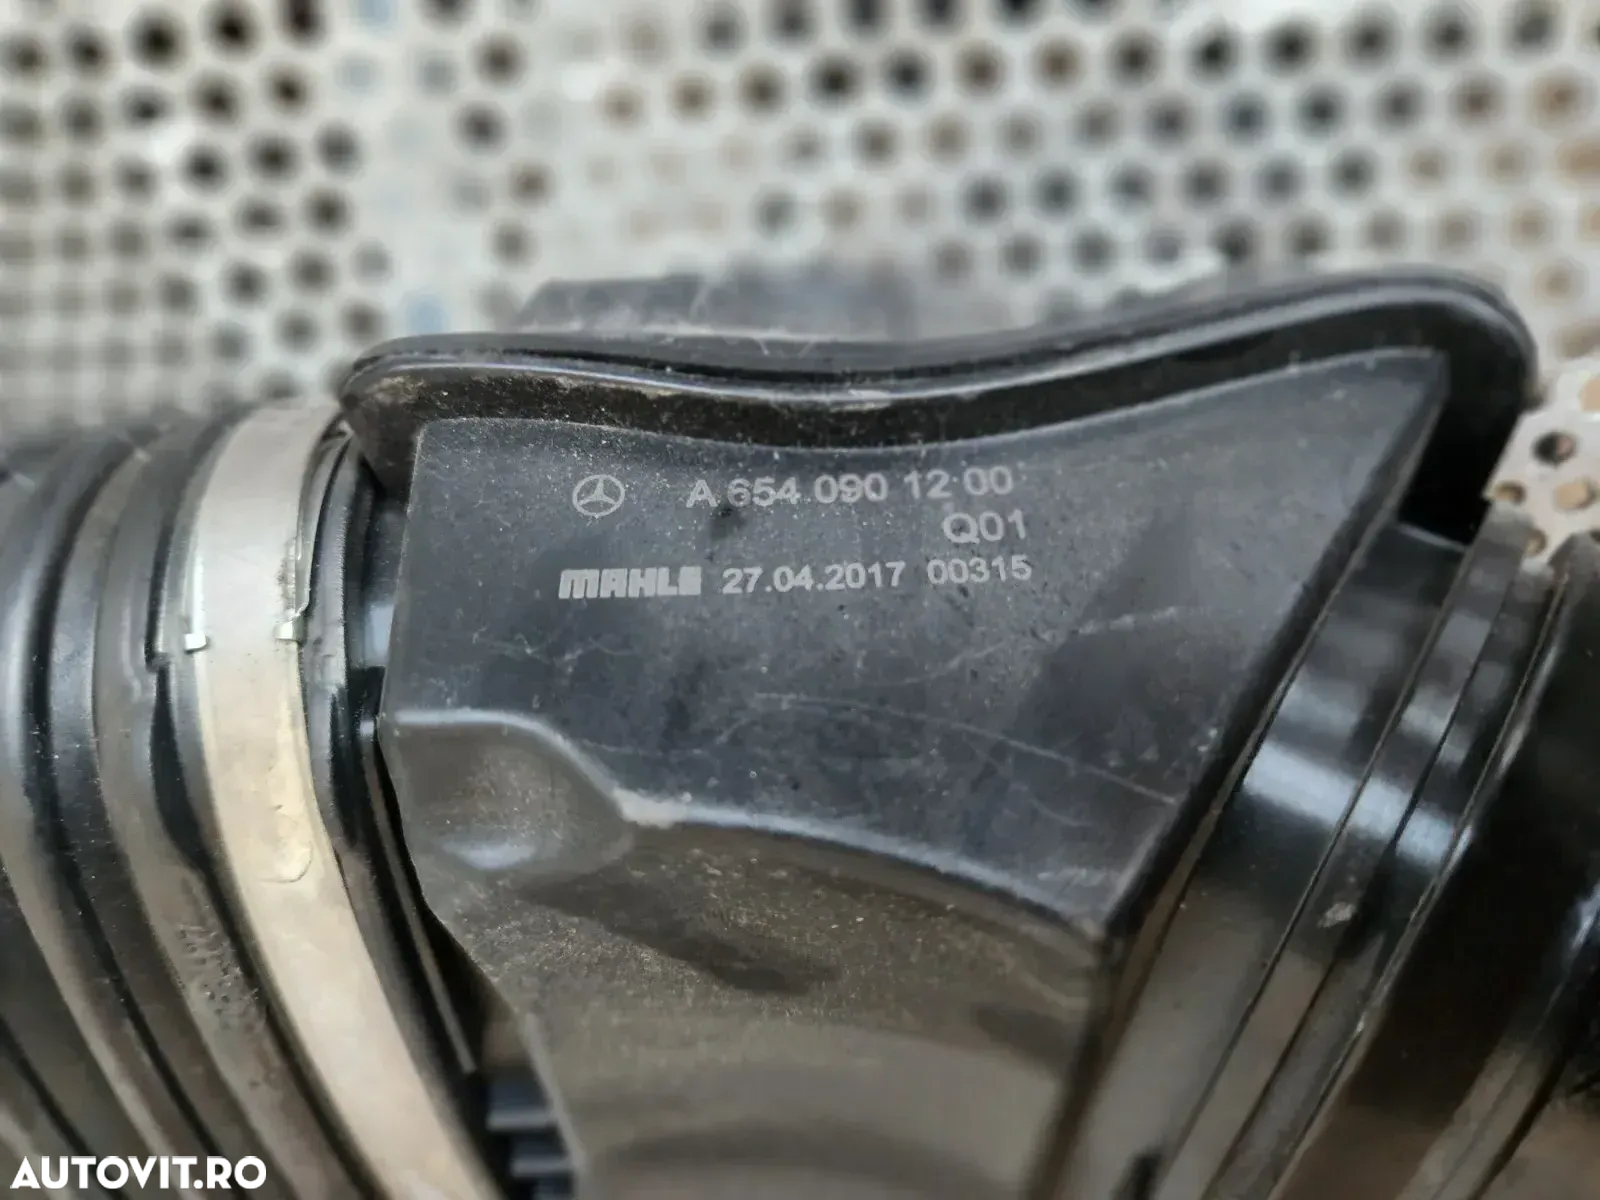 A 654 090 12 00
Q01
MAHLE 27.04.2017 00315
AUTOVIT.RO